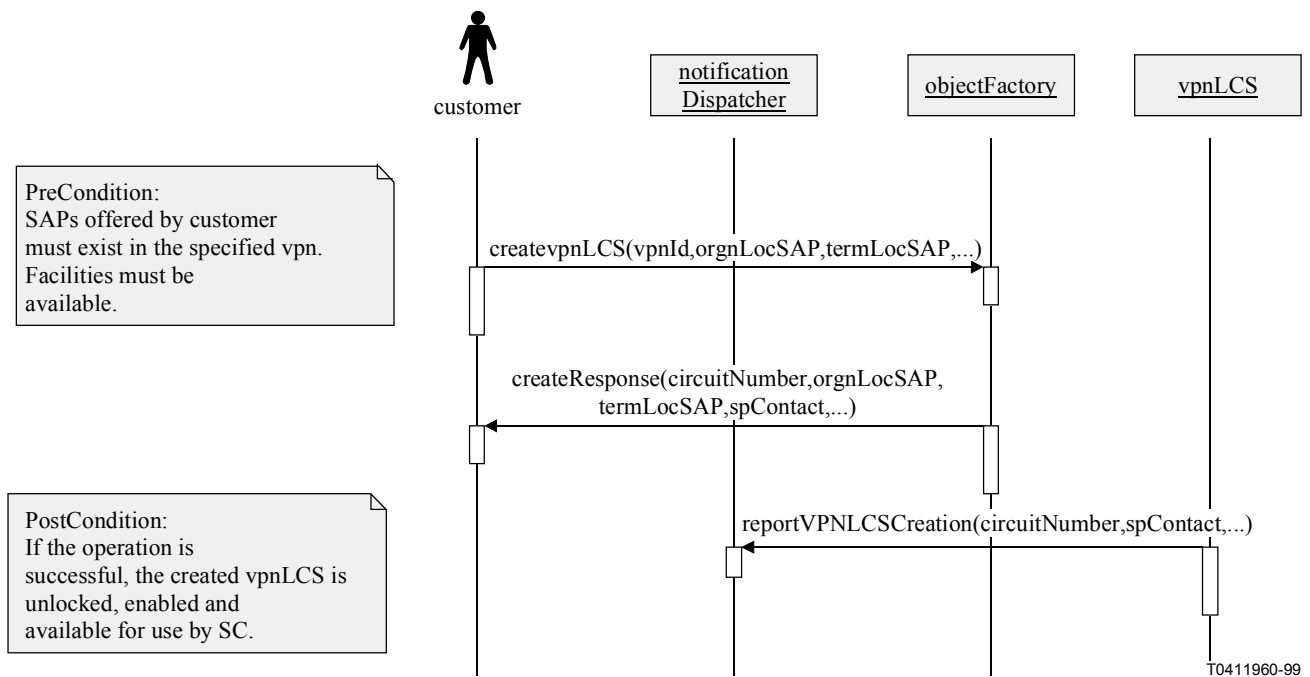 customer
notification
Dispatcher
objectFactory
vpnLCS
PreCondition:
SAPs offered by customer
must exist in the specified vpn.
Facilities must be
available.
createvpnLCS(vpnId,orgnLocSAP,termLocSAP,...)
createResponse(circuitNumber,orgnLocSAP,
termLocSAP,spContact,...)
PostCondition:
If the operation is
successful, the created vpnLCS is
unlocked, enabled and
available for use by SC.
reportVPNLCSCreation(circuitNumber,spContact,...)
T0411960-99